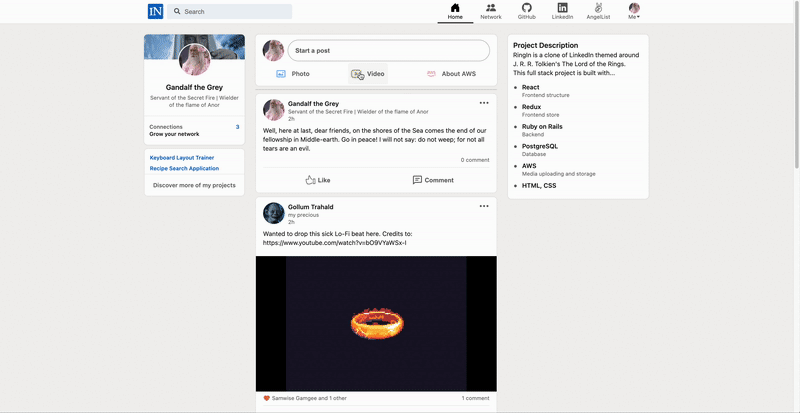 IN
Search
Home
Network
GitHub
LinkedIn
AngelList
Me
Gandalf the Grey
Servant of the Secret Fire | Wielder
of the flame of Anor
Connections 3
Grow your network
Keyboard Layout Trainer
Recipe Search Application
Discover more of my projects
Start a post
Photo
Video
About AWS
Gandalf the Grey
Servant of the Secret Fire | Wielder of the flame of Anor
2h
Well, here at last, dear friends, on the shores of the Sea comes the end of our
fellowship in Middle-earth. Go in peace! I will not say: do not weep; for not all
tears are an evil.
0 comment
Like
Comment
Gollum Trahald
my precious
2h
Wanted to drop this sick Lo-Fi beat here. Credits to:
https://www.youtube.com/watch?v=bO9VYaWSx-I
Samwise Gamgee and 1 other
1 comment
Project Description
RingIn is a clone of LinkedIn themed around
J. R. R. Tolkien's The Lord of the Rings.
This full stack project is built with...
React
Frontend structure
Redux
Frontend store
Ruby on Rails
Backend
PostgreSQL
Database
AWS
Media uploading and storage
HTML, CSS